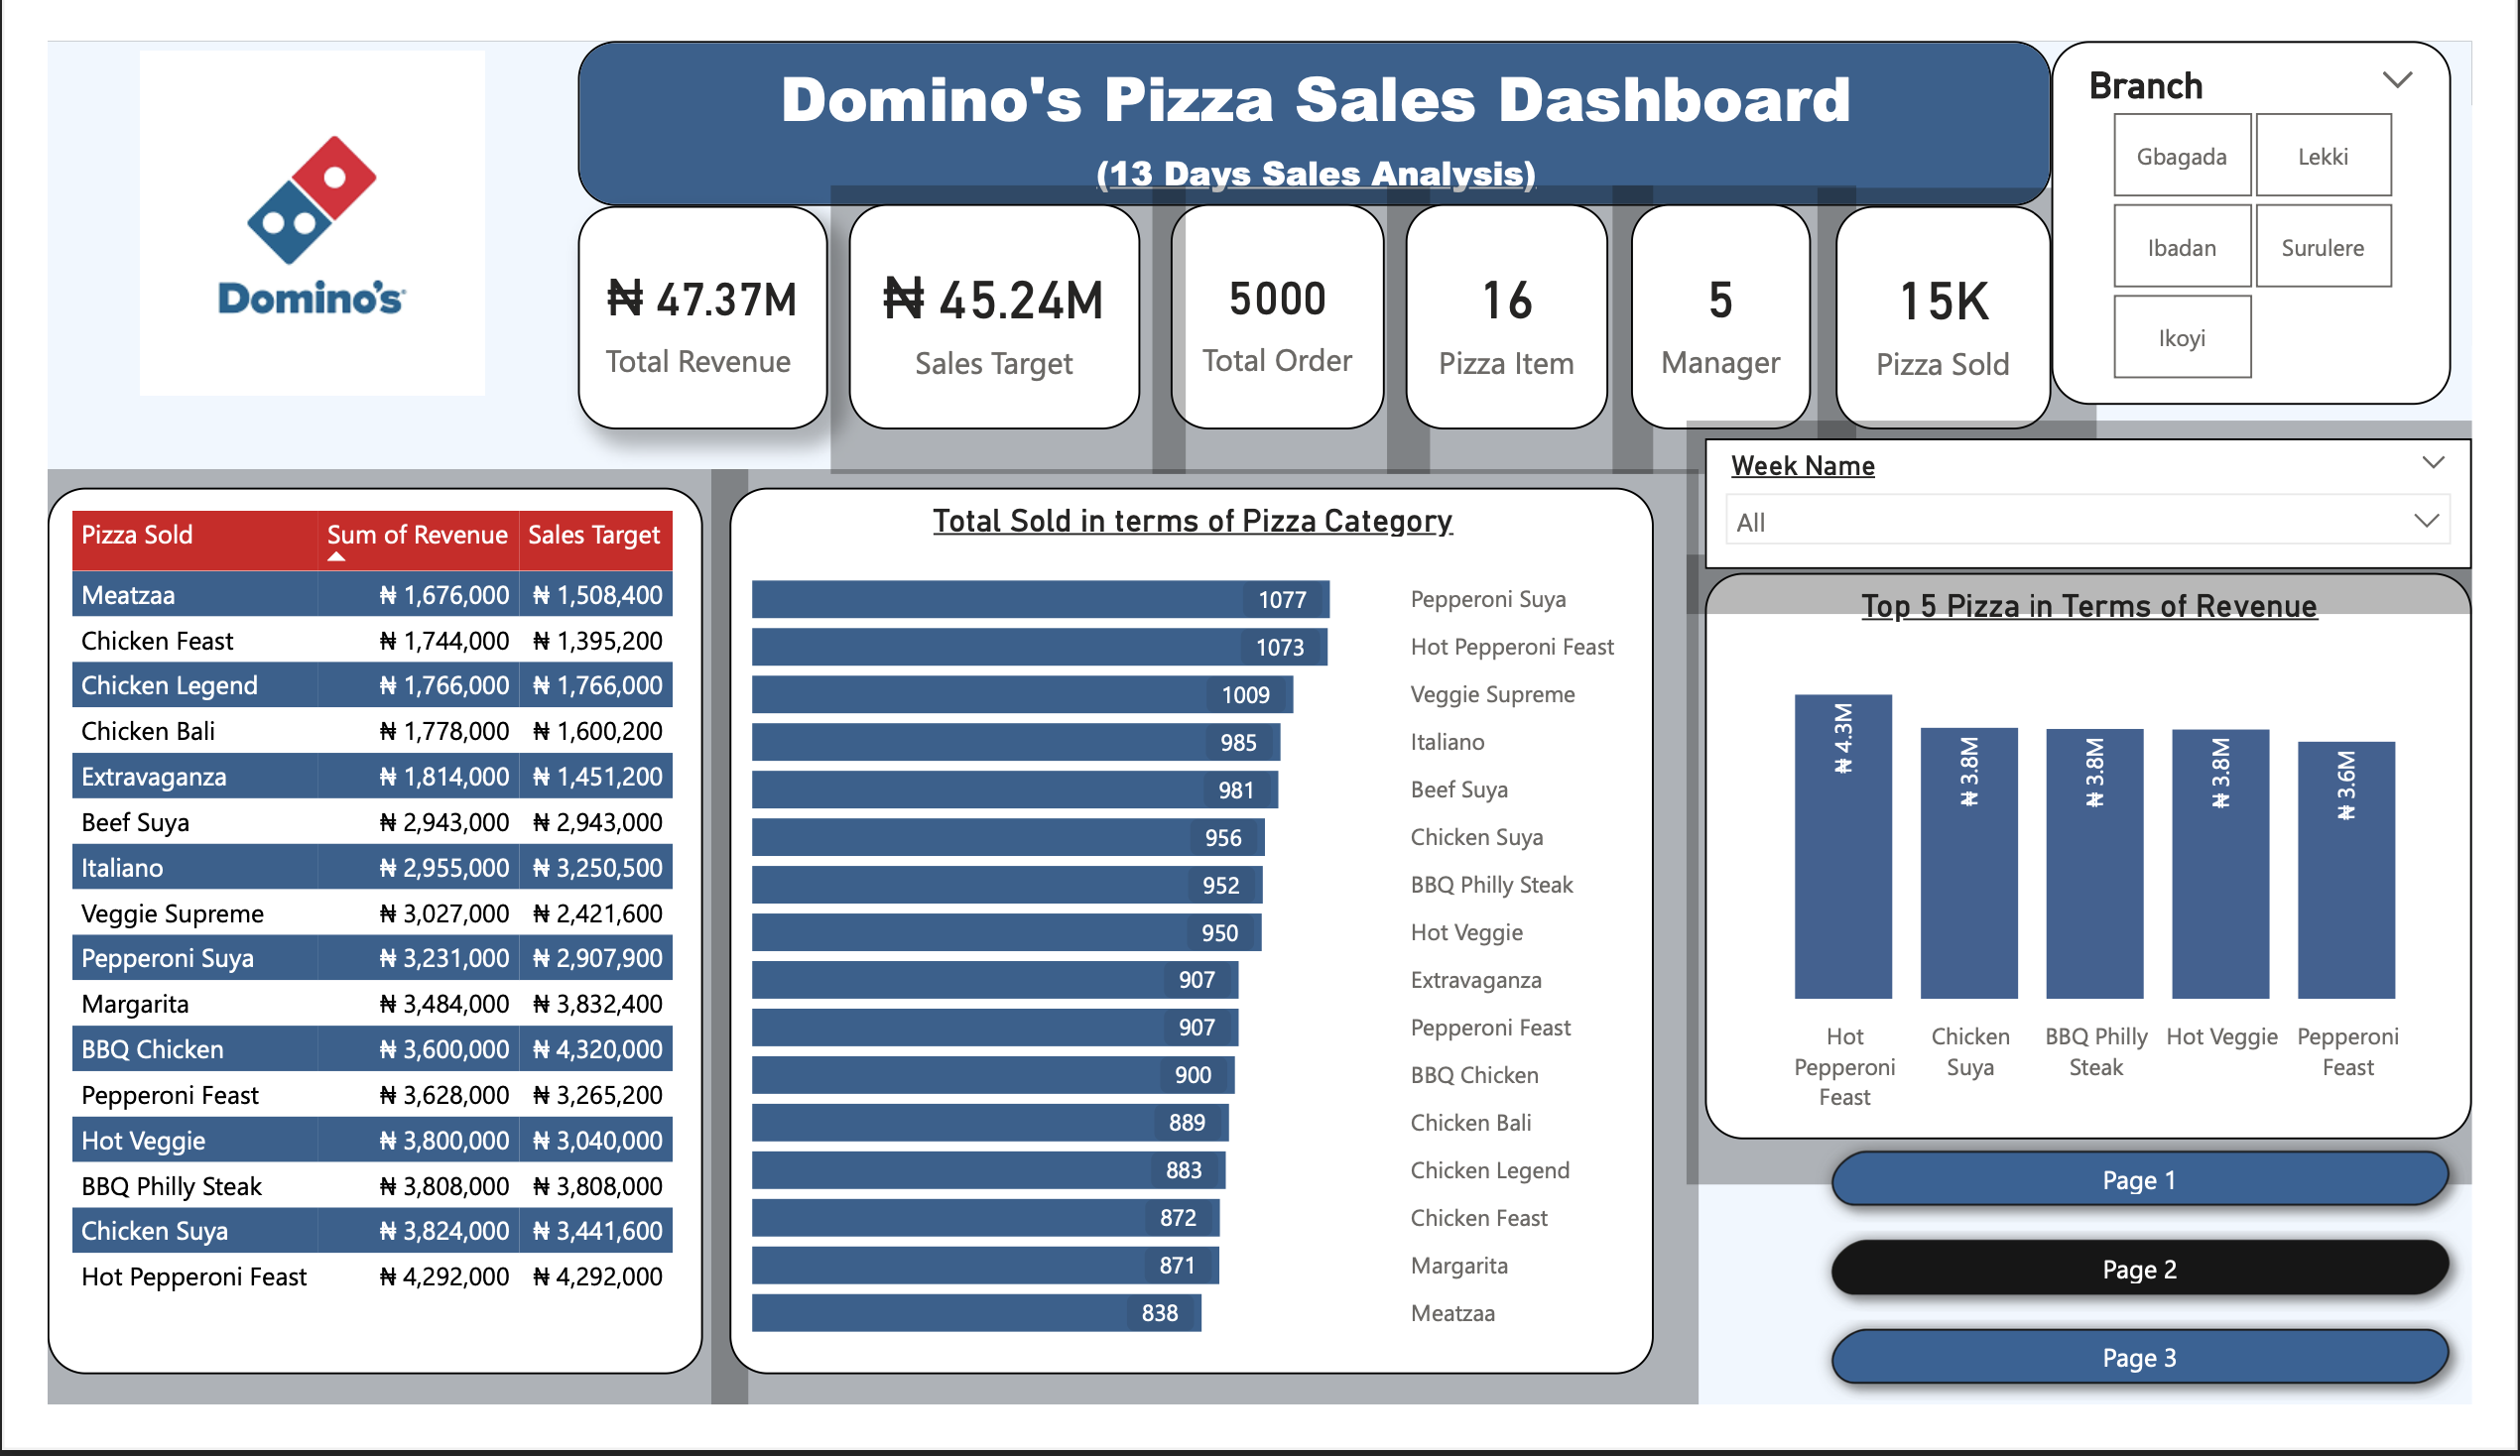 Domino's
Domino's Pizza Sales Dashboard
(13 Days Sales Analysis)
Branch
Gbagada Lekki
Ibadan Surulere
Ikoyi
₦ 47.37M
Total Revenue
₦ 45.24M
Sales Target
5000
Total Order
16
Pizza Item
5
Manager
15K
Pizza Sold
Pizza Sold Sum of Revenue Sales Target
Meatzaa ₦ 1,676,000 ₦ 1,508,400
Chicken Feast ₦ 1,744,000 ₦ 1,395,200
Chicken Legend ₦ 1,766,000 ₦ 1,766,000
Chicken Bali ₦ 1,778,000 ₦ 1,600,200
Extravaganza ₦ 1,814,000 ₦ 1,451,200
Beef Suya ₦ 2,943,000 ₦ 2,943,000
Italiano ₦ 2,955,000 ₦ 3,250,500
Veggie Supreme ₦ 3,027,000 ₦ 2,421,600
Pepperoni Suya ₦ 3,231,000 ₦ 2,907,900
Margarita ₦ 3,484,000 ₦ 3,832,400
BBQ Chicken ₦ 3,600,000 ₦ 4,320,000
Pepperoni Feast ₦ 3,628,000 ₦ 3,265,200
Hot Veggie ₦ 3,800,000 ₦ 3,040,000
BBQ Philly Steak ₦ 3,808,000 ₦ 3,808,000
Chicken Suya ₦ 3,824,000 ₦ 3,441,600
Hot Pepperoni Feast ₦ 4,292,000 ₦ 4,292,000
Total Sold in terms of Pizza Category
1077 Pepperoni Suya
1073 Hot Pepperoni Feast
1009 Veggie Supreme
985 Italiano
981 Beef Suya
956 Chicken Suya
952 BBQ Philly Steak
950 Hot Veggie
907 Extravaganza
907 Pepperoni Feast
900 BBQ Chicken
889 Chicken Bali
883 Chicken Legend
872 Chicken Feast
871 Margarita
838 Meatzaa
Week Name
All
Top 5 Pizza in Terms of Revenue
₦ 4.3M ₦ 3.8M ₦ 3.8M ₦ 3.8M ₦ 3.6M
Hot Chicken BBQ Philly Hot Veggie Pepperoni
Pepperoni Suya Steak Feast
Feast
Page 1
Page 2
Page 3